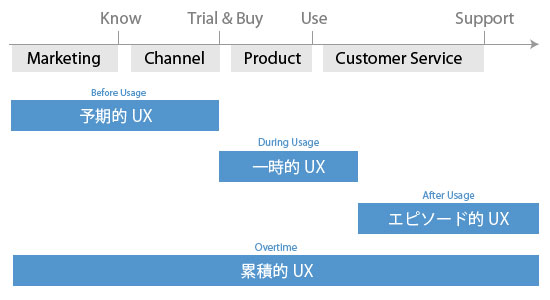 Know Trial & Buy Use Support
Marketing Channel Product Customer Service
Before Usage
予期的 UX
During Usage
一時的 UX
After Usage
エピソード的 UX
Overtime
累積的 UX